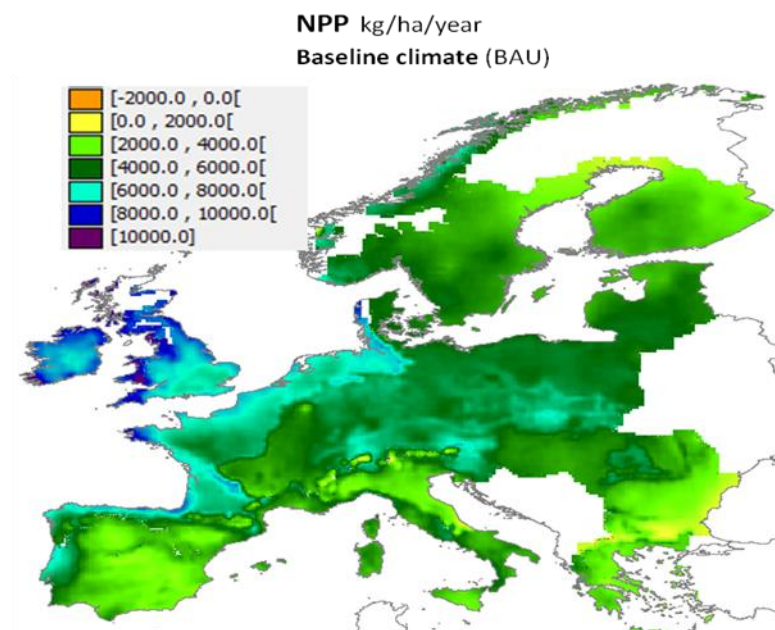 NPP kg/ha/year
Baseline climate (BAU)
[-2000.0 , 0.0[
[0.0 , 2000.0[
[2000.0 , 4000.0[
[4000.0 , 6000.0[
[6000.0 , 8000.0[
[8000.0 , 10000.0[
[10000.0]